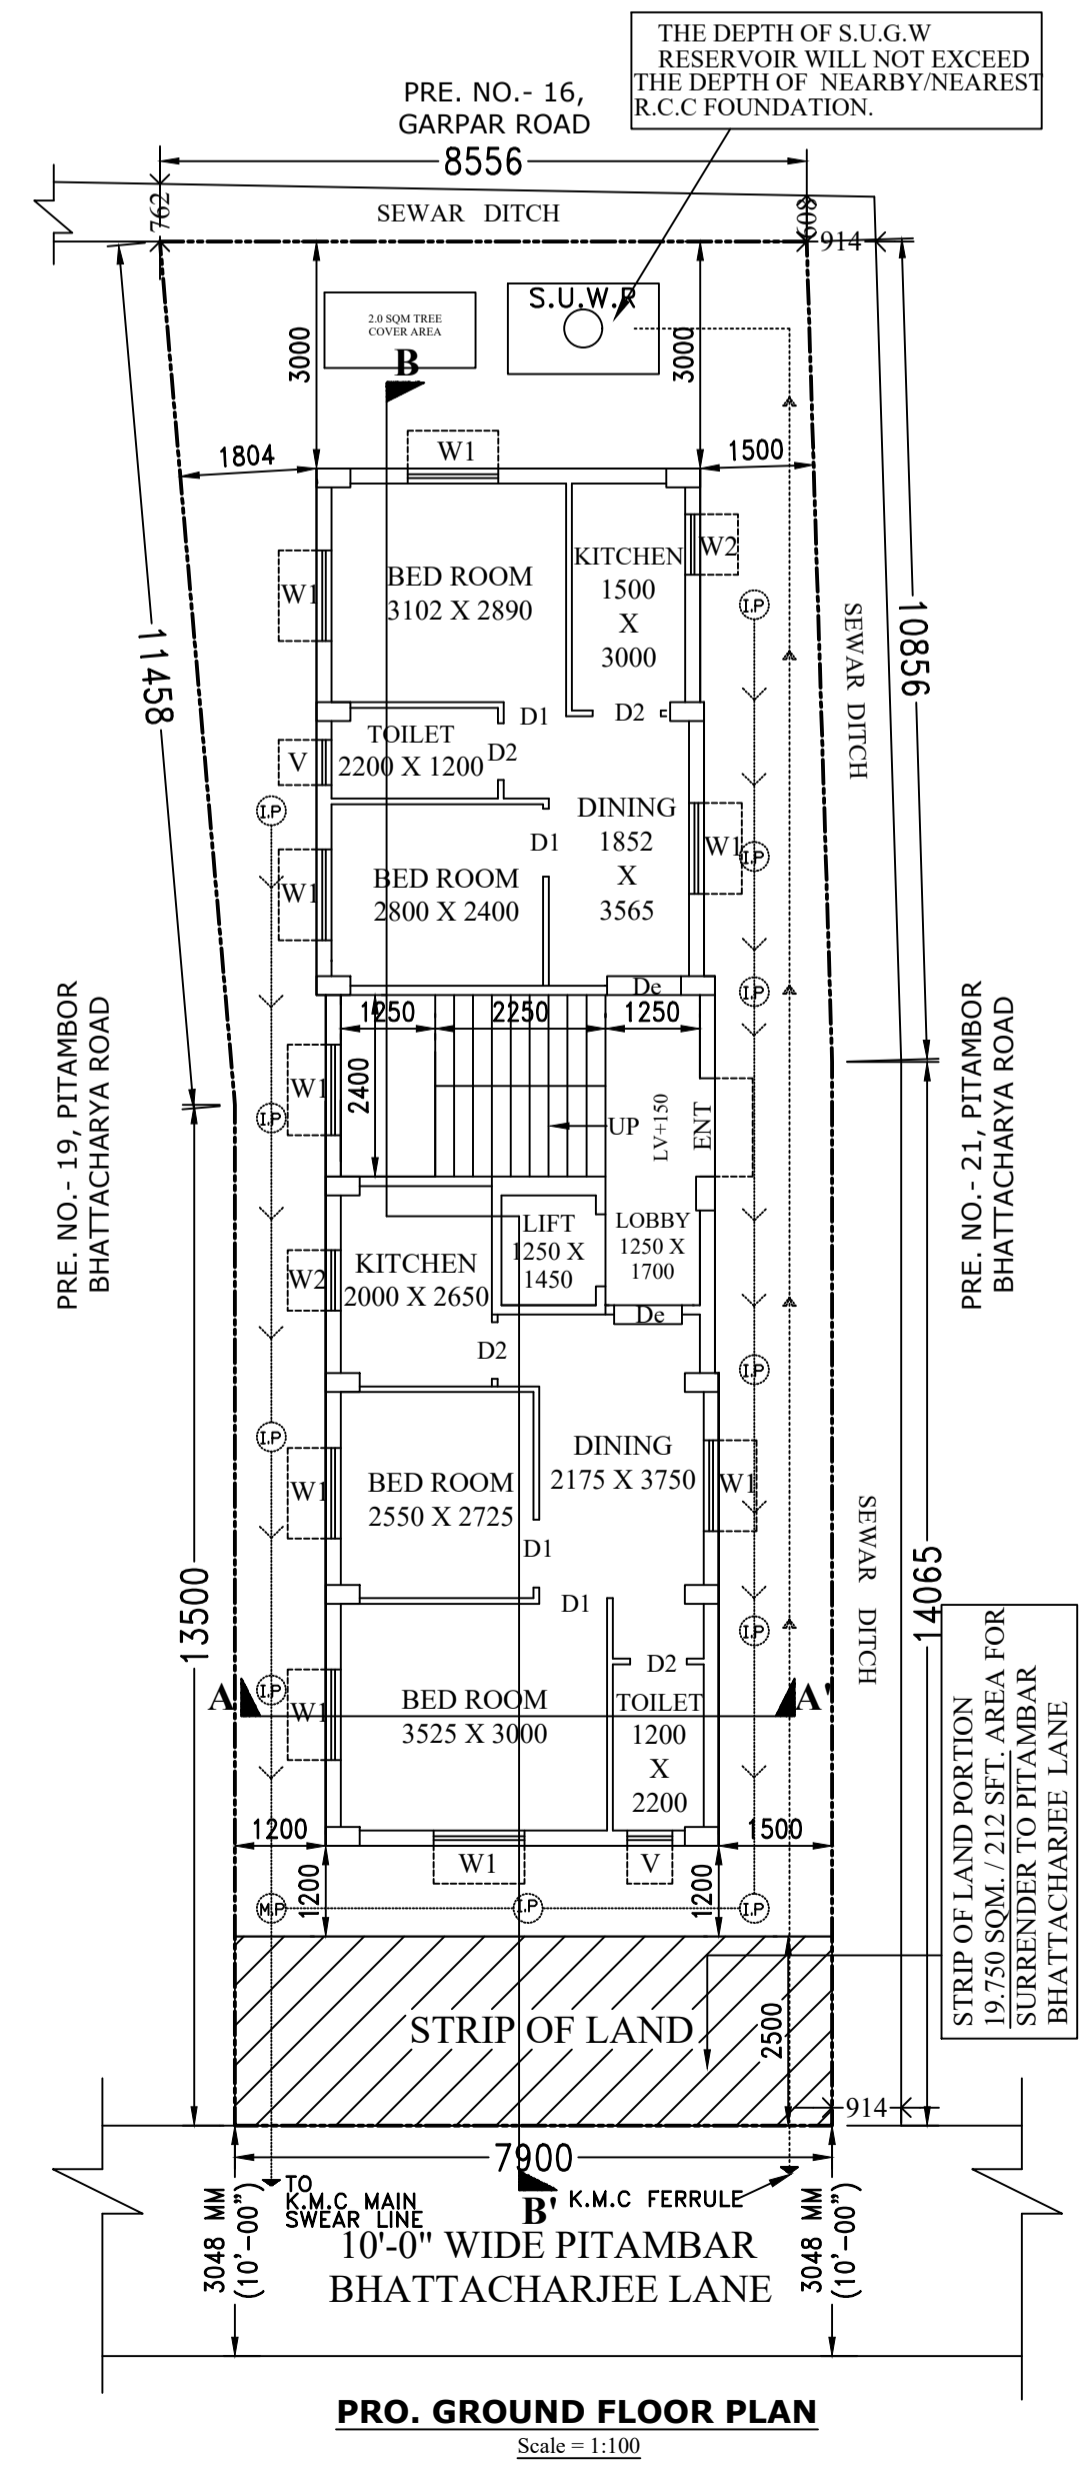 THE DEPTH OF S.U.G.W
RESERVOIR WILL NOT EXCEED
THE DEPTH OF NEARBY/NEAREST
R.C.C FOUNDATION.
PRE. NO.- 16,
GARPAR ROAD
8556
762
SEWAR DITCH
608
914
S.U.W.R
2.0 SQM TREE
COVER AREA
B
3000
3000
1804
1500
W1
BED ROOM
3102 X 2890
KITCHEN
1500
X
3000
W2
W1
I.P
11458
10856
SEWAR DITCH
D1
D2
TOILET
2200 X 1200
D2
V
I.P
DINING
1852
X
3565
D1
W1
I.P
BED ROOM
2800 X 2400
W1
De
I.P
1250
2250
1250
PRE. NO.- 19, PITAMBOR
BHATTACHARYA ROAD
PRE. NO.- 21, PITAMBOR
BHATTACHARYA ROAD
W1
2400
I.P
UP
LV+150
ENT
LIFT
1250 X
1450
LOBBY
1250 X
1700
KITCHEN
2000 X 2650
W2
De
D2
I.P
I.P
DINING
2175 X 3750
BED ROOM
2550 X 2725
W1
W1
D1
SEWAR DITCH
13500
14065
D1
I.P
D2
A
I.P
W1
BED ROOM
3525 X 3000
TOILET
1200
X
2200
A'
STRIP OF LAND PORTION
19.750 SQM. / 212 SFT. AREA FOR
SURRENDER TO PITAMBAR
BHATTACHARJEE LANE
1200
1500
W1
V
1200
1200
M.P
I.P
I.P
STRIP OF LAND
2500
914
7900
TO
K.M.C MAIN
SWEAR LINE
B'
K.M.C FERRULE
3048 MM
(10'-00")
3048 MM
(10'-00")
10'-0" WIDE PITAMBAR
BHATTACHARJEE LANE
PRO. GROUND FLOOR PLAN
Scale = 1:100